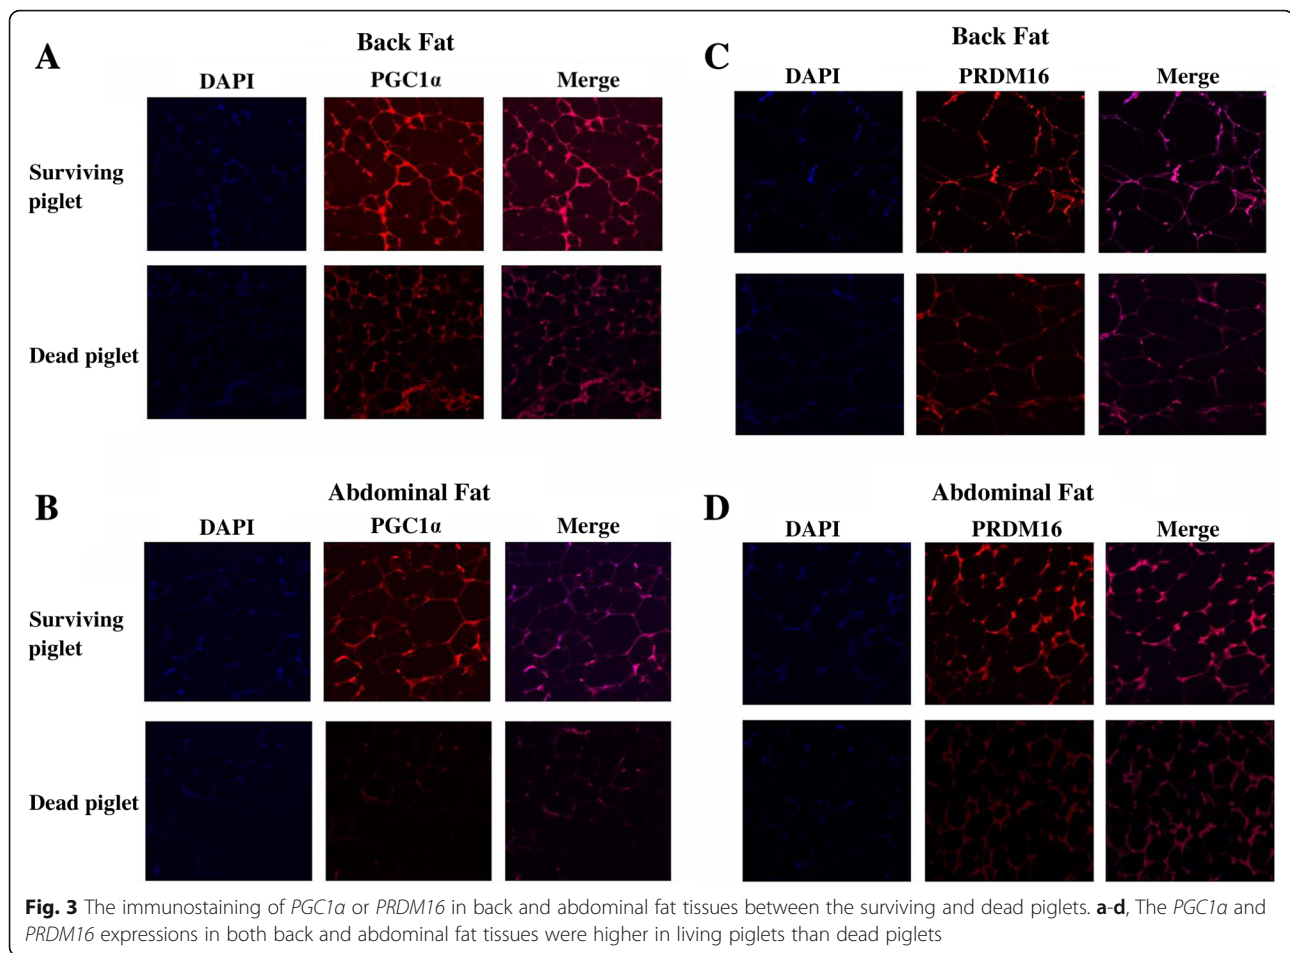 A
Back Fat
DAPI PGC1α Merge
Surviving
piglet
Dead piglet
C
Back Fat
DAPI PRDM16 Merge
B
Abdominal Fat
DAPI PGC1α Merge
Surviving
piglet
Dead piglet
D
Abdominal Fat
DAPI PRDM16 Merge
Fig. 3 The immunostaining of PGC1α or PRDM16 in back and abdominal fat tissues between the surviving and dead piglets. a-d, The PGC1α and
PRDM16 expressions in both back and abdominal fat tissues were higher in living piglets than dead piglets